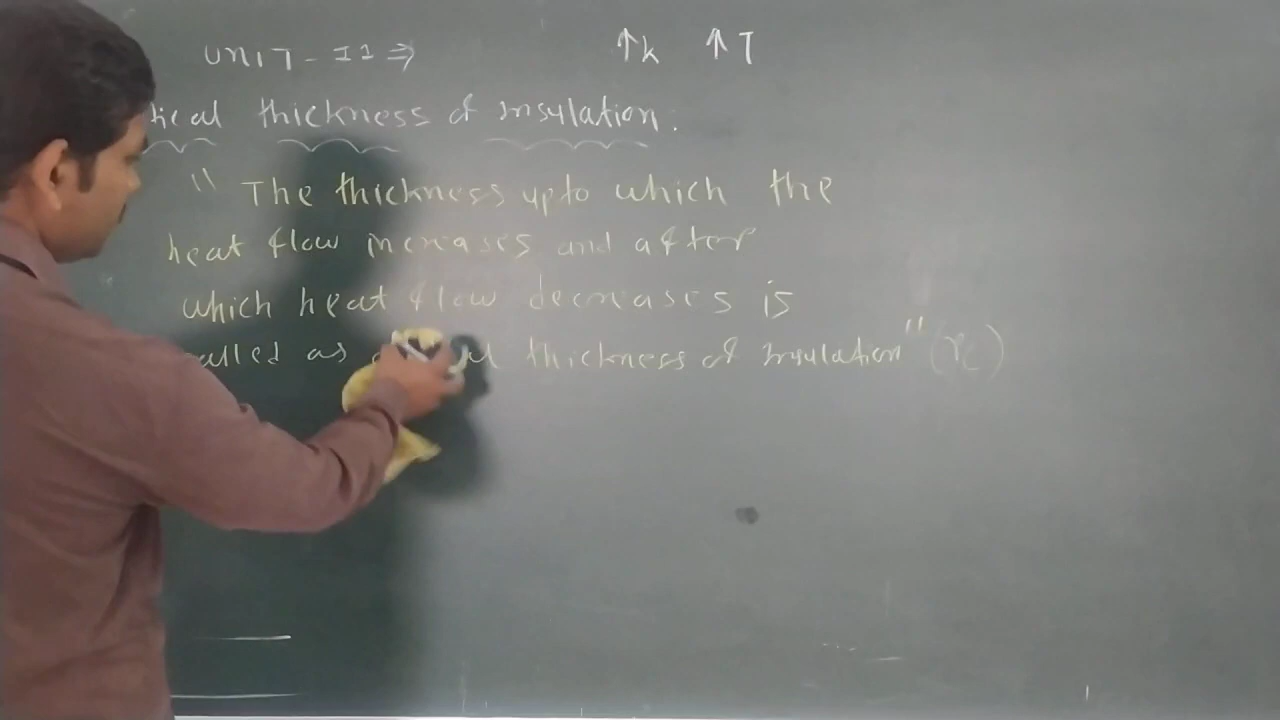 UNIT - II ⇒ ↑k ↑T
tical thickness of insulation.
" The thickness upto which the
heat flow increases and after
which heat flow decreases is
called as thickness of insulation" (rc)